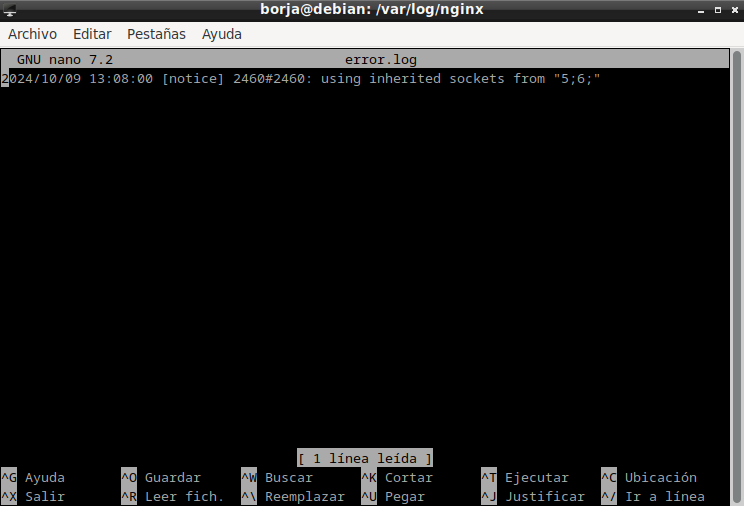 borja@debian: /var/log/nginx
Archivo Editar Pestañas Ayuda
GNU nano 7.2 error.log
2024/10/09 13:08:00 [notice] 2460#2460: using inherited sockets from "5;6;"
[ 1 línea leída ]
^G Ayuda ^O Guardar ^W Buscar ^K Cortar ^T Ejecutar ^C Ubicación
^X Salir ^R Leer fich. ^\ Reemplazar ^U Pegar ^J Justificar ^/ Ir a línea